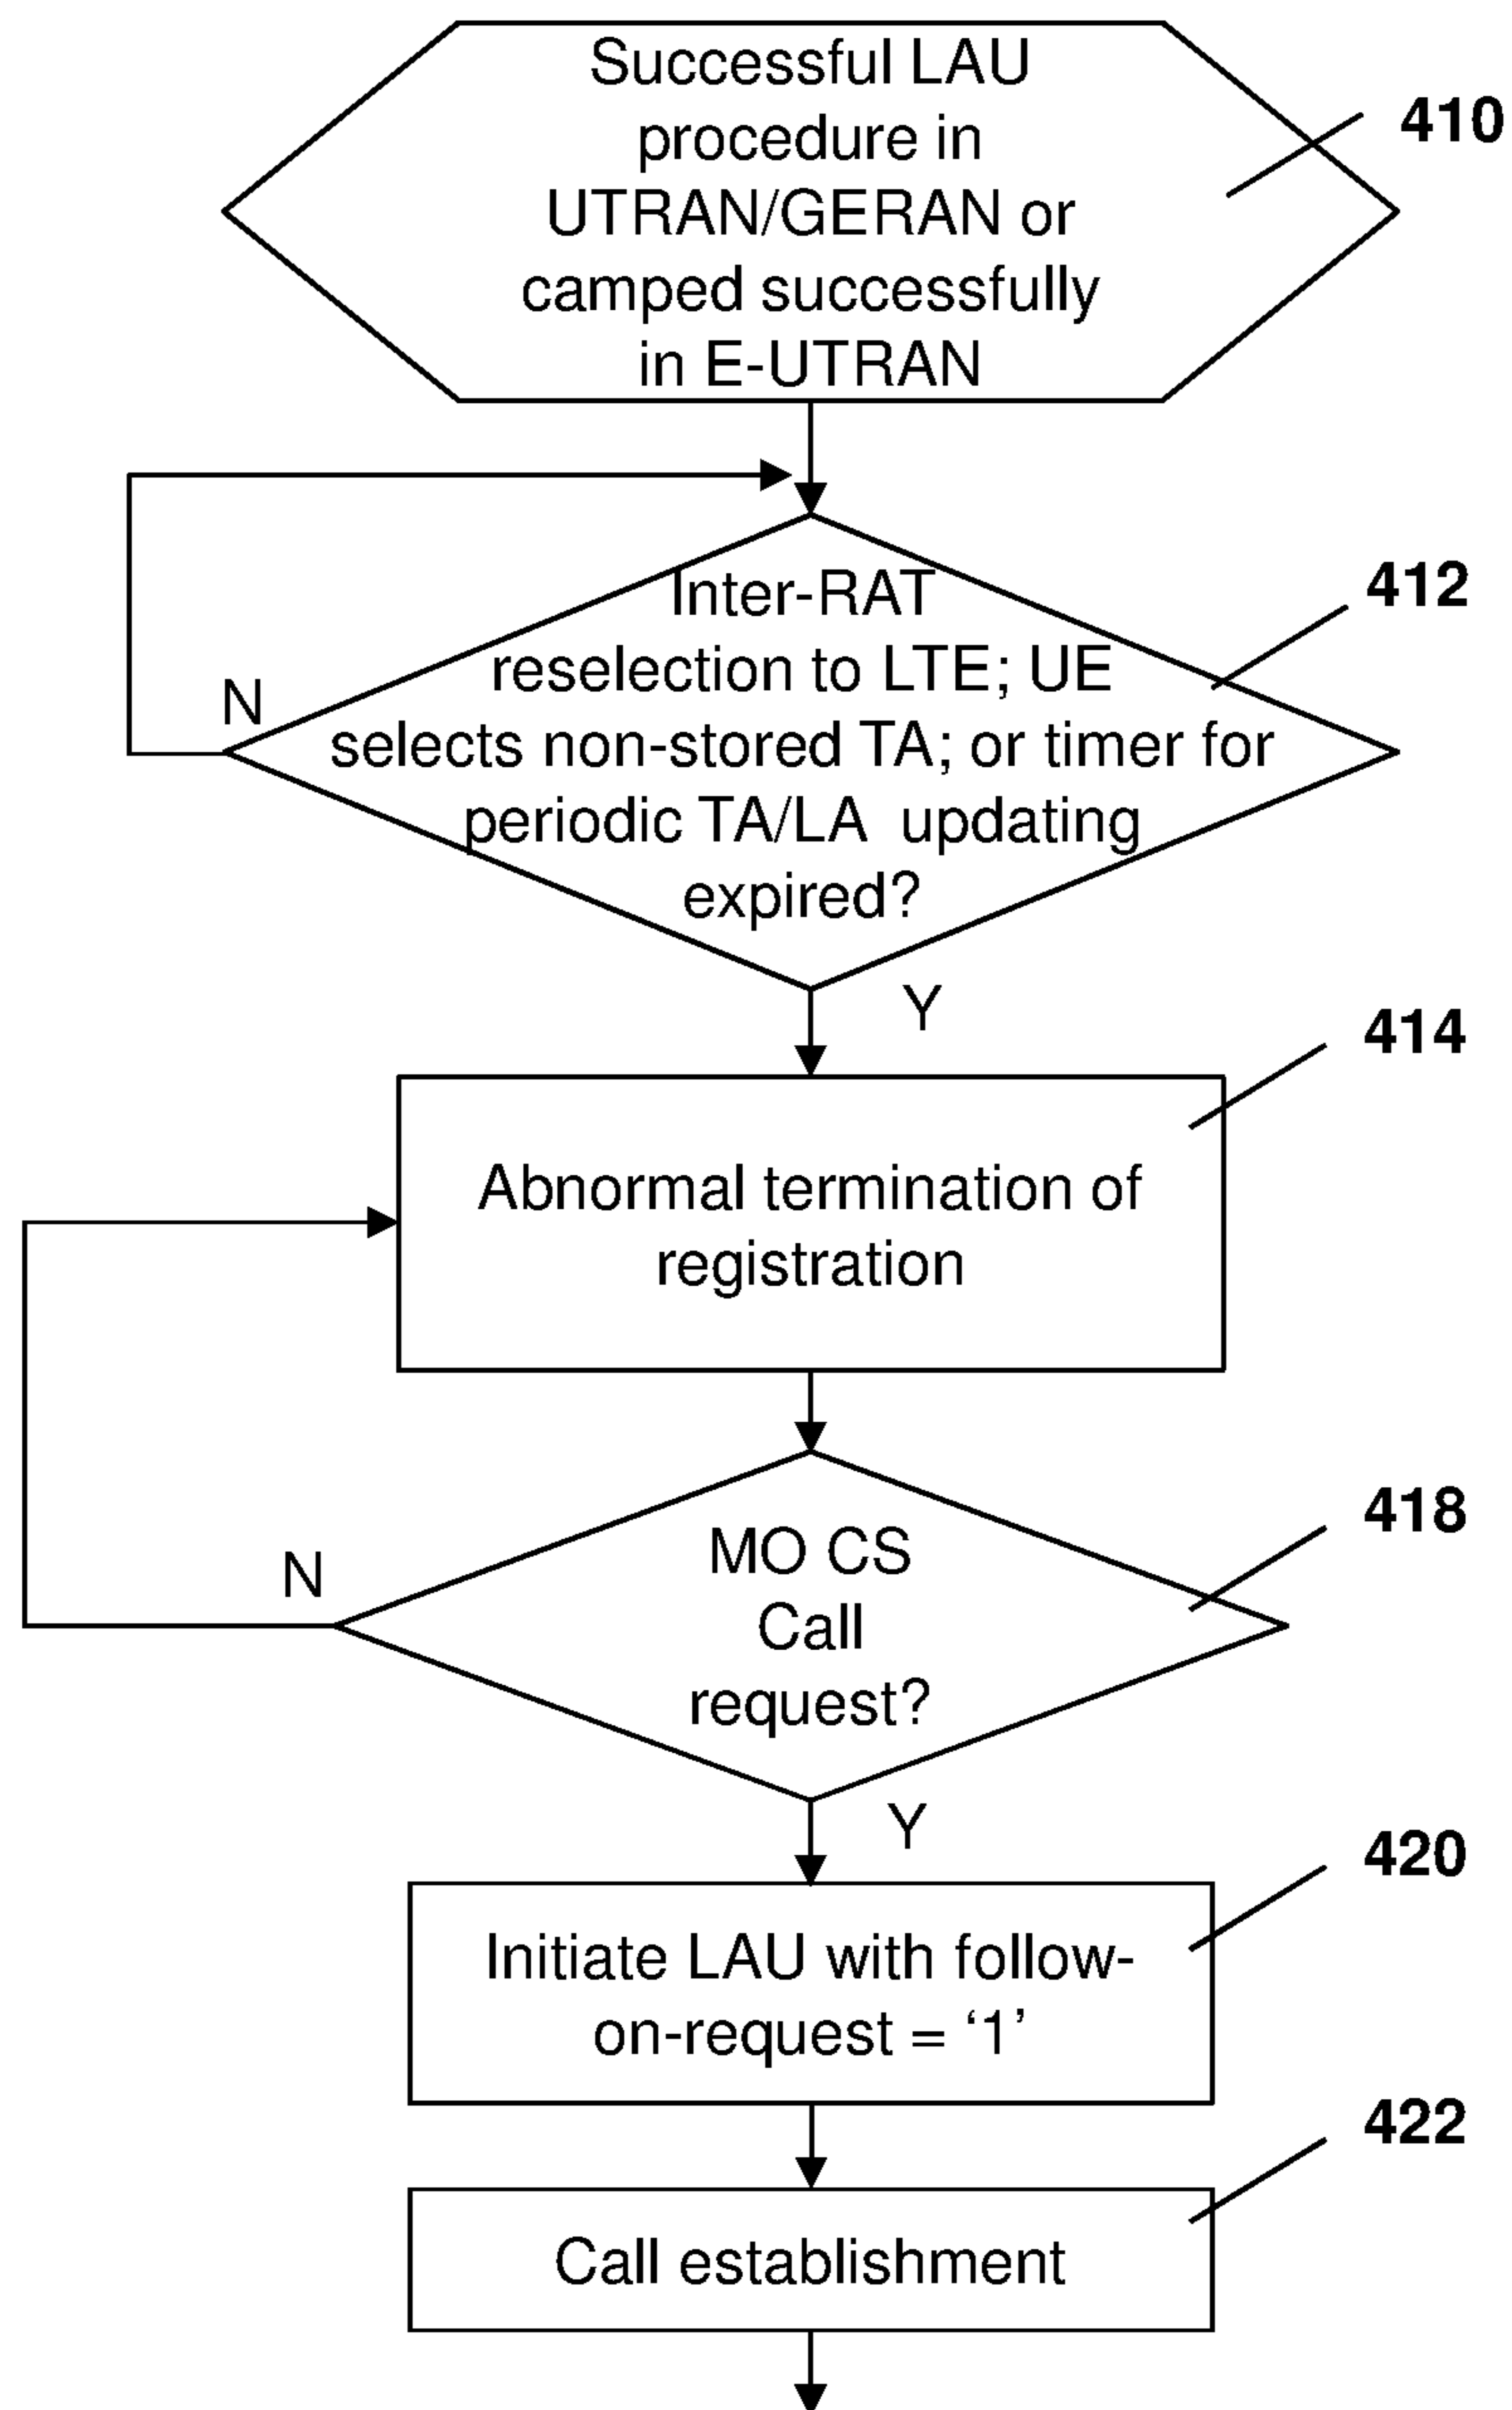 Successful LAU
procedure in
UTRAN/GERAN or
camped successfully
in E-UTRAN
410
Inter-RAT
reselection to LTE; UE
selects non-stored TA; or timer for
periodic TA/LA updating
expired?
412
N
Y
414
Abnormal termination of
registration
418
MO CS
Call
request?
N
Y
420
Initiate LAU with follow-
on-request = ‘1’
422
Call establishment